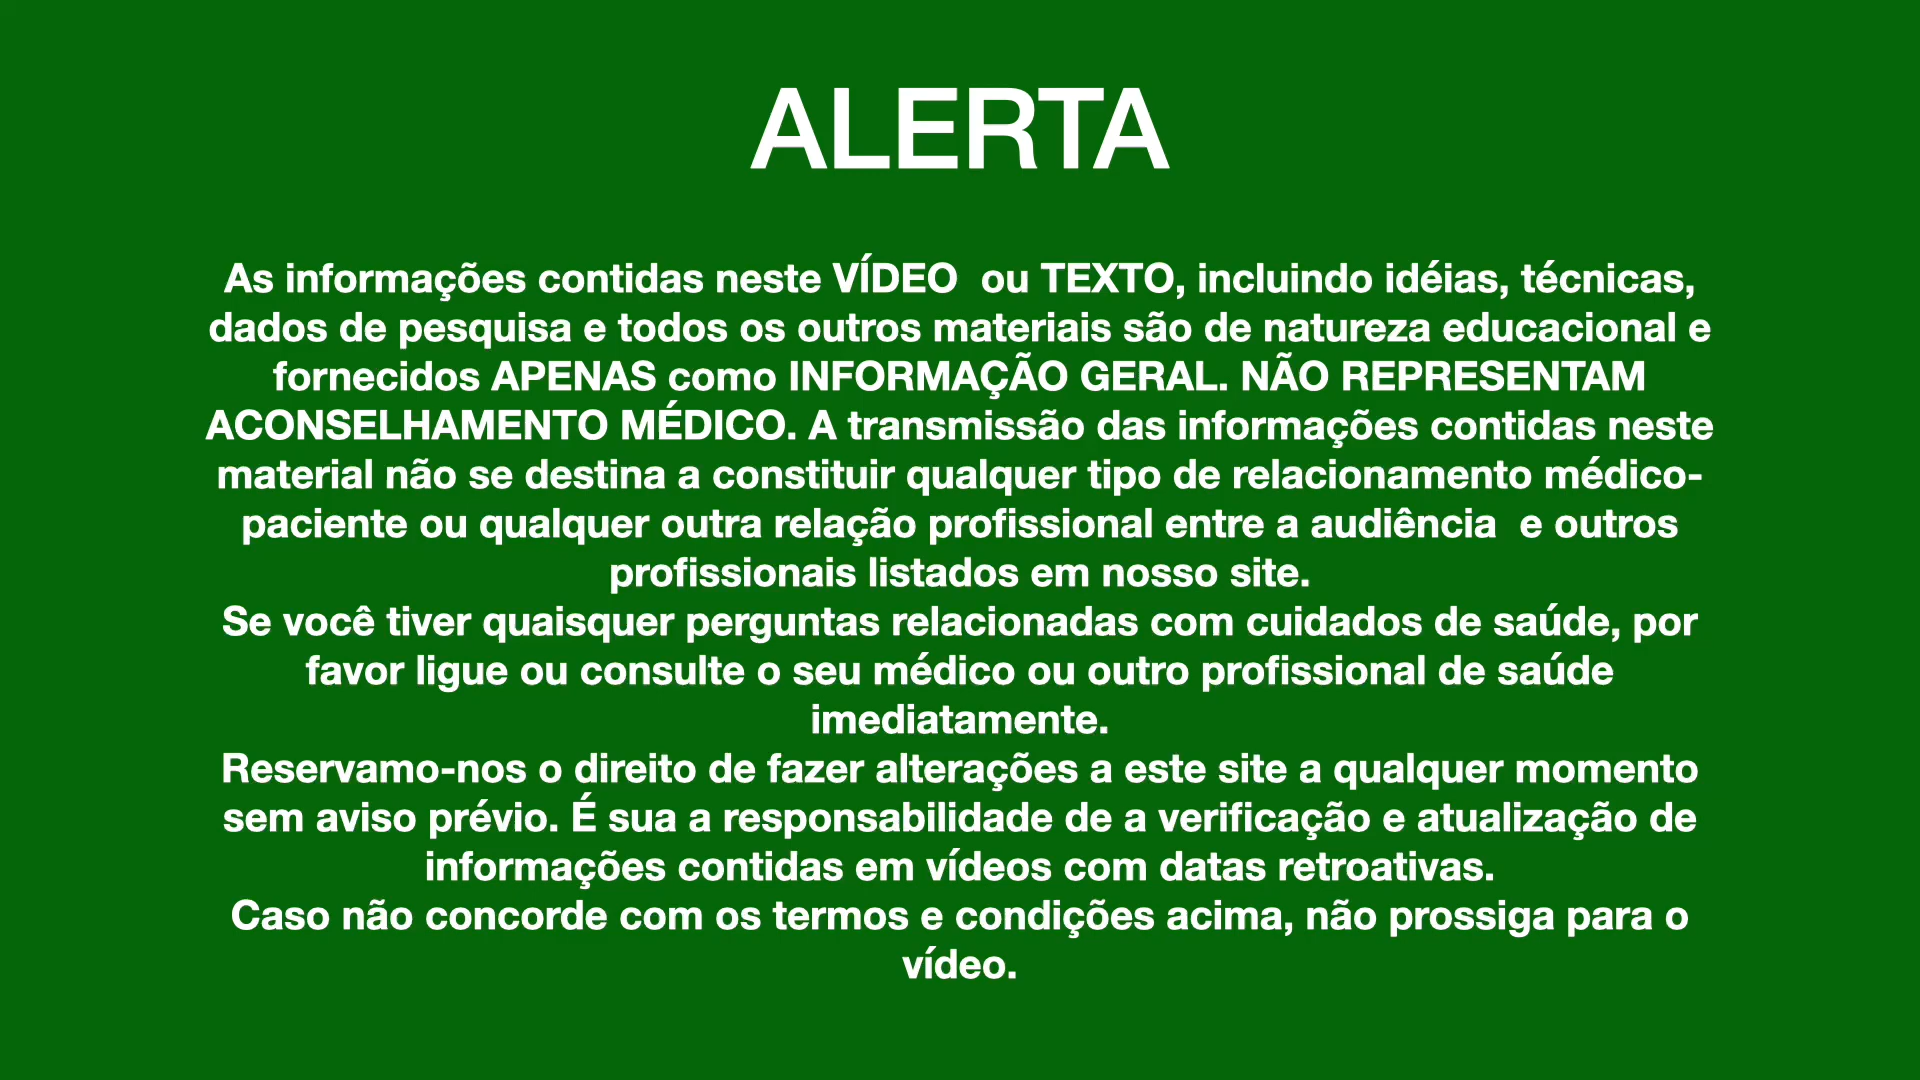 ALERTA
As informações contidas neste VÍDEO  ou TEXTO, incluindo idéias, técnicas,
dados de pesquisa e todos os outros materiais são de natureza educacional e
fornecidos APENAS como INFORMAÇÃO GERAL. NÃO REPRESENTAM
ACONSELHAMENTO MÉDICO. A transmissão das informações contidas neste
material não se destina a constituir qualquer tipo de relacionamento médico-
paciente ou qualquer outra relação profissional entre a audiência  e outros
profissionais listados em nosso site.
Se você tiver quaisquer perguntas relacionadas com cuidados de saúde, por
favor ligue ou consulte o seu médico ou outro profissional de saúde
imediatamente.
Reservamo-nos o direito de fazer alterações a este site a qualquer momento
sem aviso prévio. É sua a responsabilidade de a verificação e atualização de
informações contidas em vídeos com datas retroativas.
Caso não concorde com os termos e condições acima, não prossiga para o
vídeo.